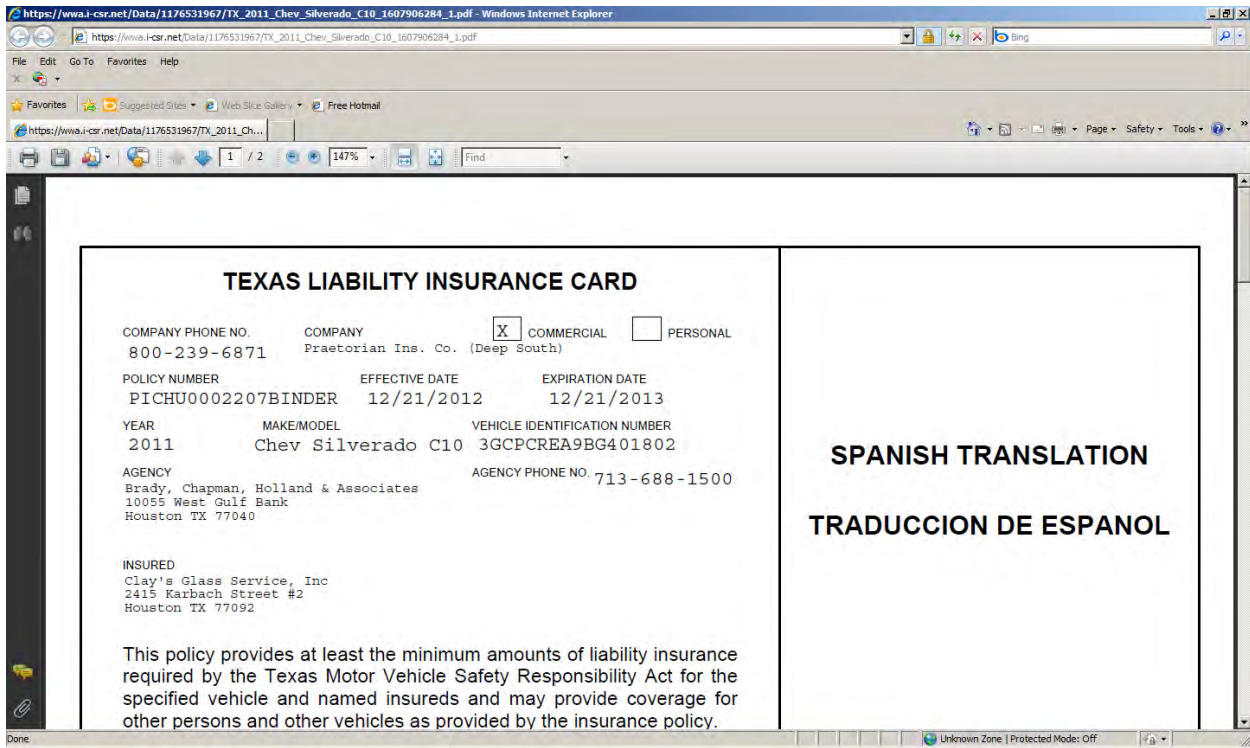 https://wwa.i-csr.net/Data/1176531967/TX_2011_Chev_Silverado_C10_1607906284_1.pdf - Windows Internet Explorer
https://wwa.i-csr.net/Data/1176531967/TX_2011_Chev_Silverado_C10_1607906284_1.pdf
Bing
File Edit Go To Favorites Help
Favorites Suggested Sites Web Slice Gallery Free Hotmail
https://wwa.i-csr.net/Data/1176531967/TX_2011_Ch...
Page Safety Tools
1 / 2 147% Find
TEXAS LIABILITY INSURANCE CARD
COMPANY PHONE NO. COMPANY X COMMERCIAL PERSONAL
800-239-6871 Praetorian Ins. Co. (Deep South)
POLICY NUMBER EFFECTIVE DATE EXPIRATION DATE
PICHU0002207BINDER 12/21/2012 12/21/2013
YEAR MAKE/MODEL VEHICLE IDENTIFICATION NUMBER
2011 Chev Silverado C10 3GCPCREA9BG401802
AGENCY AGENCY PHONE NO. 713-688-1500
Brady, Chapman, Holland & Associates
10055 West Gulf Bank
Houston TX 77040
INSURED
Clay's Glass Service, Inc
2415 Karbach Street #2
Houston TX 77092
This policy provides at least the minimum amounts of liability insurance
required by the Texas Motor Vehicle Safety Responsibility Act for the
specified vehicle and named insureds and may provide coverage for
other persons and other vehicles as provided by the insurance policy.
SPANISH TRANSLATION
TRADUCCION DE ESPANOL
Done Unknown Zone | Protected Mode: Off